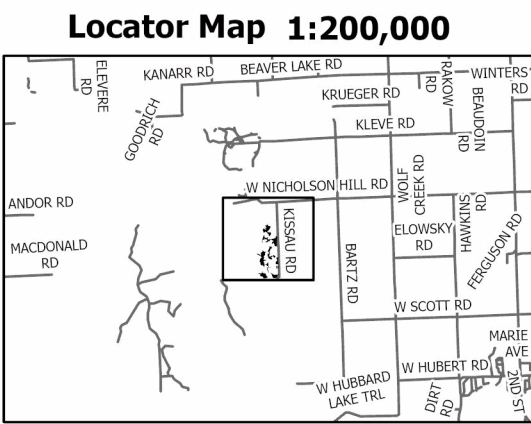 Locator Map 1:200,000
ELEVERE
RD
KANARR RD
BEAVER LAKE RD
RAKOW
RD
WINTERS
RD
GOODRICH
RD
KRUEGER RD
BEAUDOIN
RD
KLEVE RD
W NICHOLSON HILL RD
WOLF
CREEK RD
ANDOR RD
KISSAU RD
HAWKINS
RD
MACDONALD
RD
BARTZ RD
ELOWSKY
RD
FERGUSON RD
W SCOTT RD
MARIE
AVE
W HUBERT RD
W HUBBARD
LAKE TRL
DIRT
RD
2ND ST